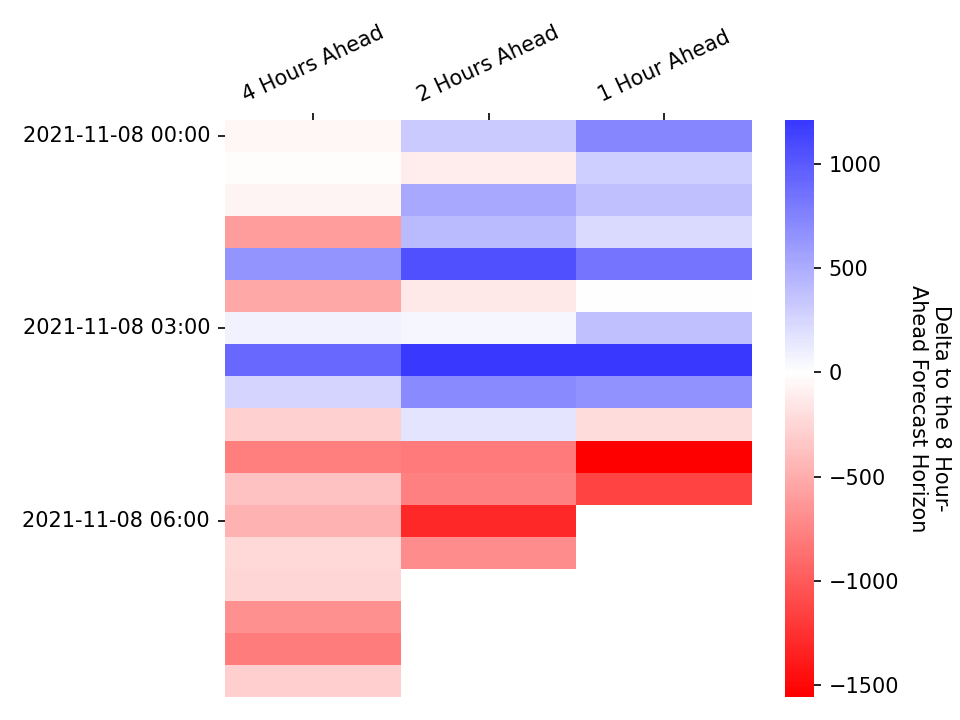 4 Hours Ahead
2 Hours Ahead
1 Hour Ahead
2021-11-08 00:00
2021-11-08 03:00
2021-11-08 06:00
1000
500
0
−500
−1000
−1500
Delta to the 8 Hour-
Ahead Forecast Horizon